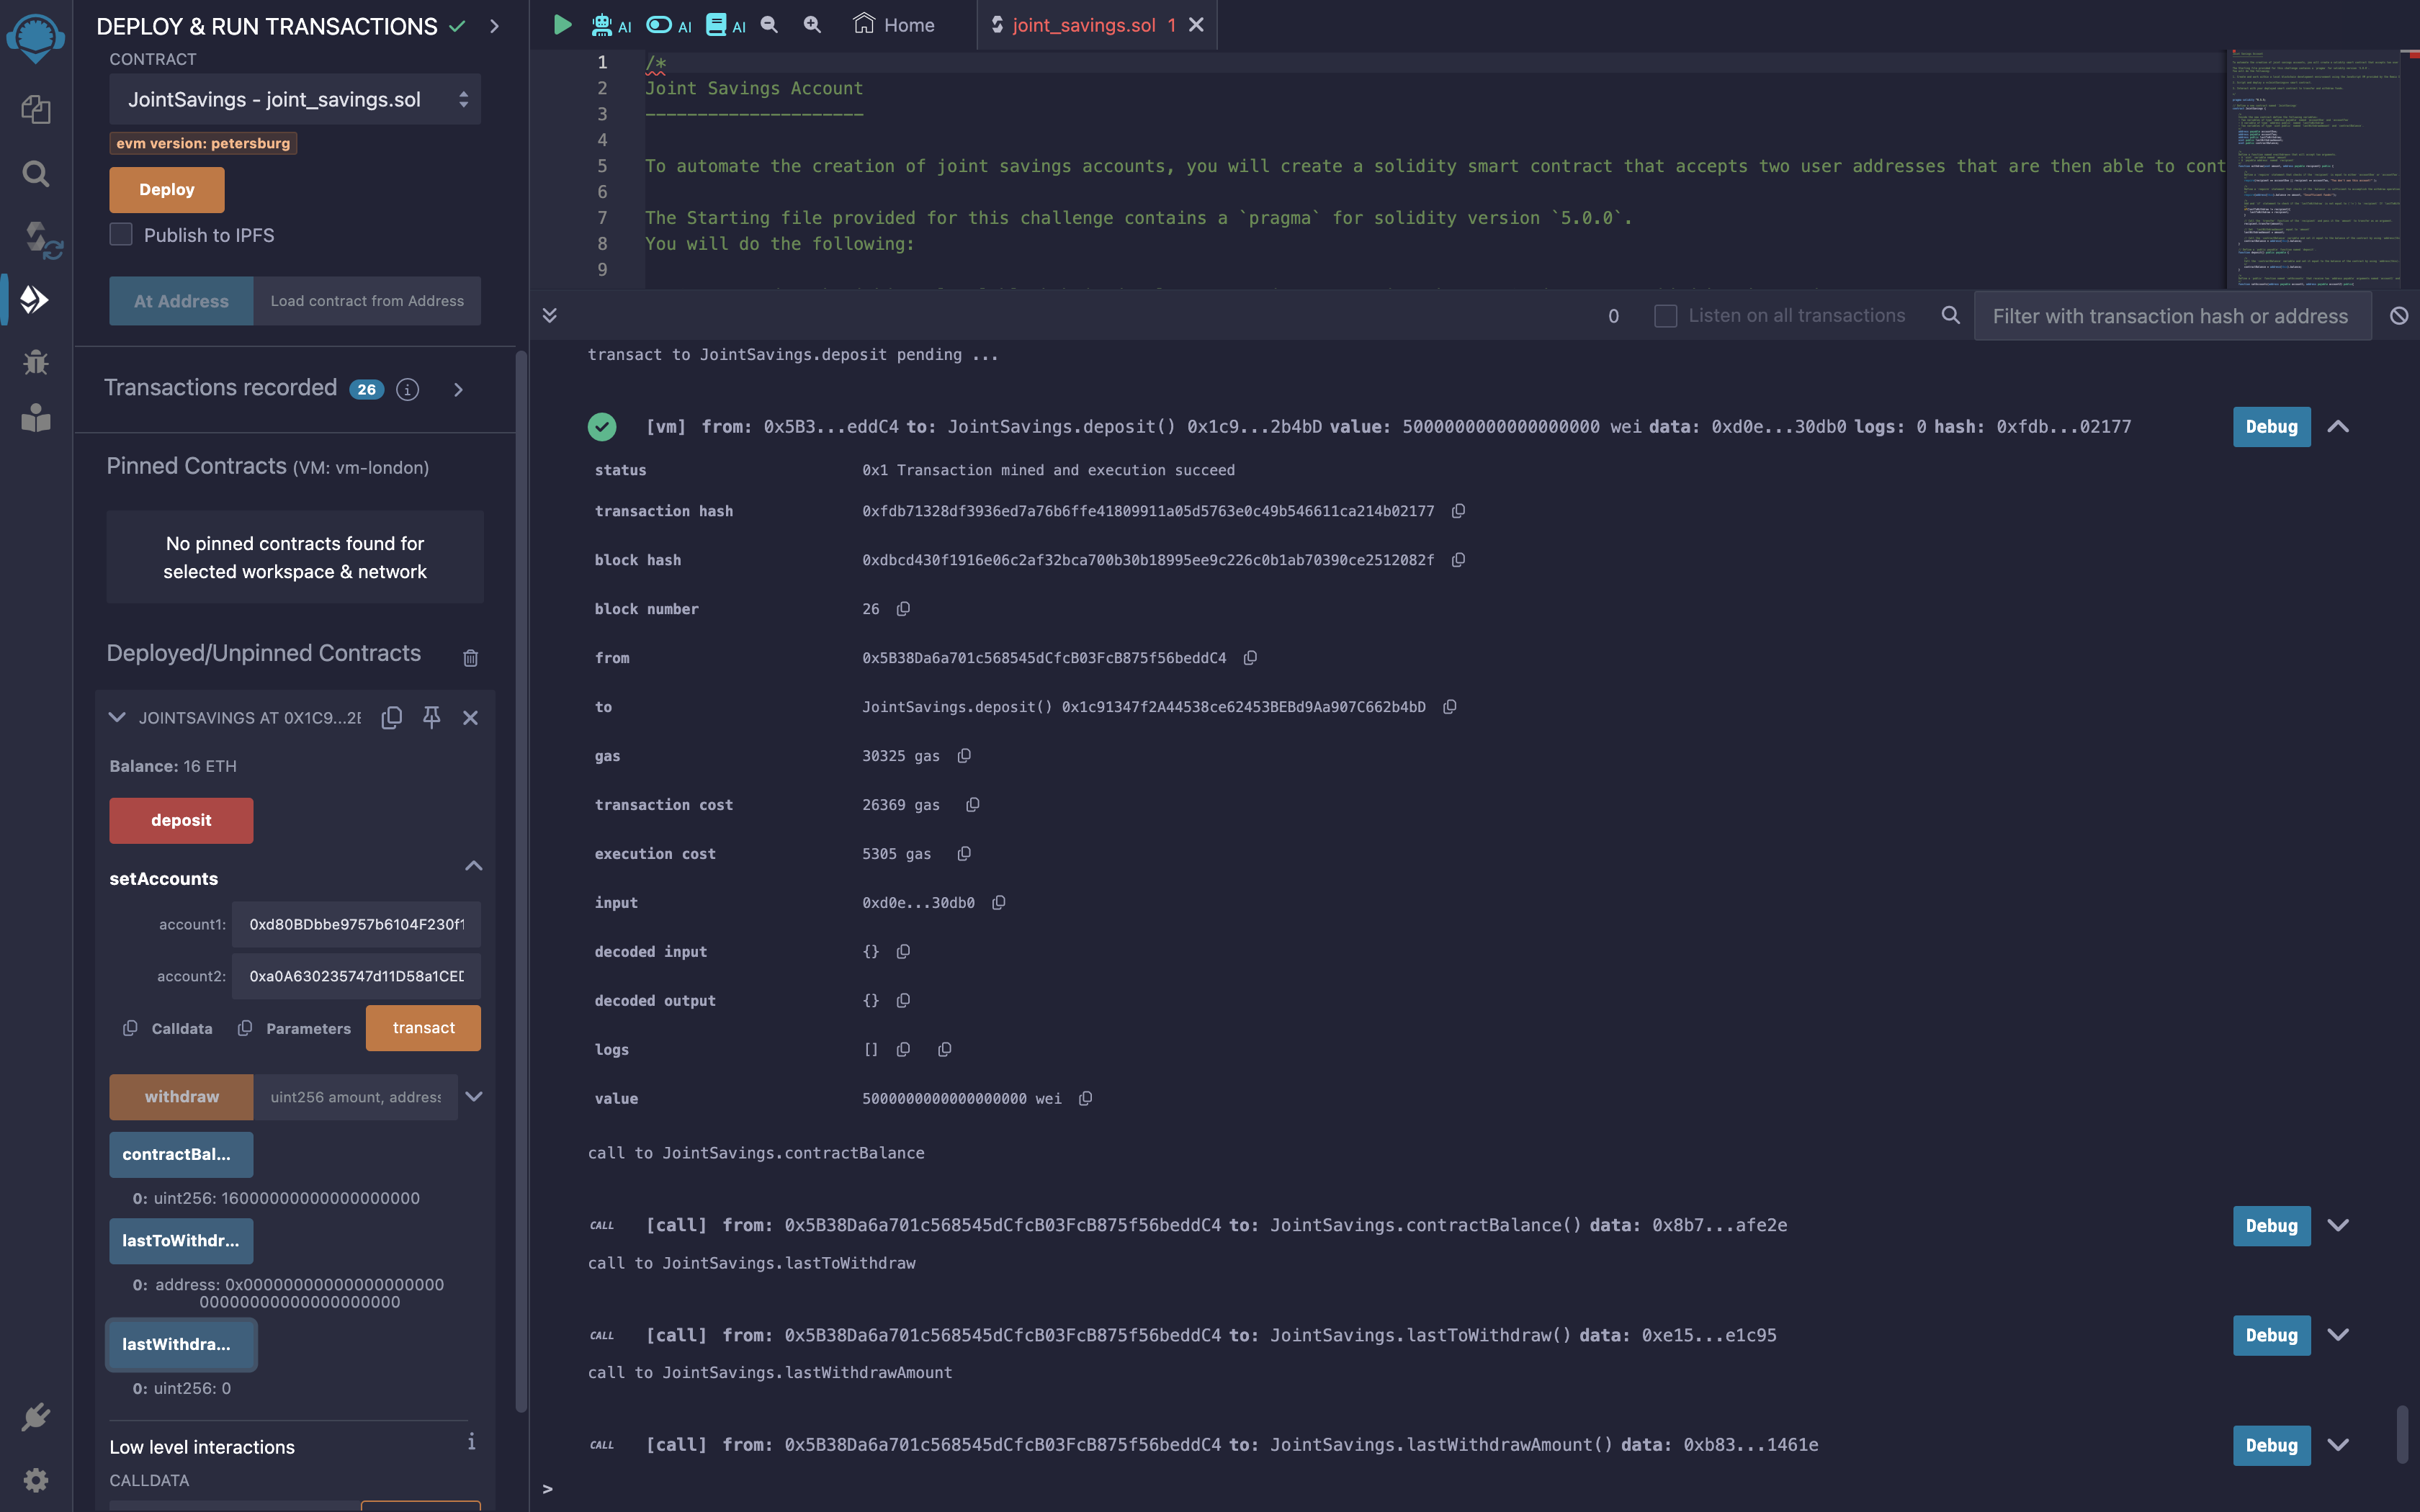 DEPLOY & RUN TRANSACTIONS
CONTRACT
JointSavings - joint_savings.sol
evm version: petersburg
Deploy
Publish to IPFS
At Address
Load contract from Address
Transactions recorded 26 i
Pinned Contracts (VM: vm-london)
No pinned contracts found for
selected workspace & network
Deployed/Unpinned Contracts
JOINTSAVINGS AT 0X1C9...2
Balance: 16 ETH
deposit
setAccounts
account1: 0xd80BDbbe9757b6104F230f1
account2: 0xa0A630235747d11D58a1CE
Calldata Parameters transact
withdraw uint256 amount, address
contractBal...
0: uint256: 16000000000000000000
lastToWithdr...
0: address: 0x00000000000000000000
00000000000000000000
lastWithdra...
0: uint256: 0
Low level interactions i
CALLDATA
AI AI AI Home joint_savings.sol 1
1 /*
2 Joint Savings Account
3 ---------------------
4
5 To automate the creation of joint savings accounts, you will create a solidity smart contract that accepts two user addresses that are then able to cont
6
7 The Starting file provided for this challenge contains a `pragma` for solidity version `5.0.0`.
8 You will do the following:
9
0 Listen on all transactions Filter with transaction hash or address
transact to JointSavings.deposit pending ...
[vm] from: 0x5B3...eddC4 to: JointSavings.deposit() 0x1c9...2b4bD value: 5000000000000000000 wei data: 0xd0e...30db0 logs: 0 hash: 0xfdb...02177 Debug
status 0x1 Transaction mined and execution succeed
transaction hash 0xfdb71328df3936ed7a76b6ffe41809911a05d5763e0c49b546611ca214b02177
block hash 0xdbcd430f1916e06c2af32bca700b30b18995ee9c226c0b1ab70390ce2512082f
block number 26
from 0x5B38Da6a701c568545dCfcB03FcB875f56beddC4
to JointSavings.deposit() 0x1c91347f2A44538ce62453BEBd9Aa907C662b4bD
gas 30325 gas
transaction cost 26369 gas
execution cost 5305 gas
input 0xd0e...30db0
decoded input {}
decoded output {}
logs []
value 5000000000000000000 wei
call to JointSavings.contractBalance
CALL [call] from: 0x5B38Da6a701c568545dCfcB03FcB875f56beddC4 to: JointSavings.contractBalance() data: 0x8b7...afe2e Debug
call to JointSavings.lastToWithdraw
CALL [call] from: 0x5B38Da6a701c568545dCfcB03FcB875f56beddC4 to: JointSavings.lastToWithdraw() data: 0xe15...e1c95 Debug
call to JointSavings.lastWithdrawAmount
CALL [call] from: 0x5B38Da6a701c568545dCfcB03FcB875f56beddC4 to: JointSavings.lastWithdrawAmount() data: 0xb83...1461e Debug
>